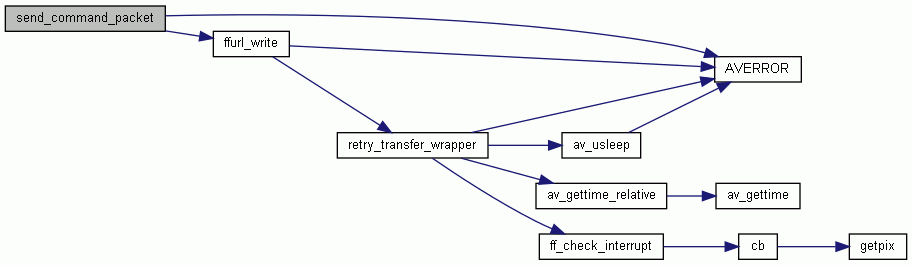 send_command_packet
ffurl_write
AVERROR
retry_transfer_wrapper
av_usleep
av_gettime_relative
av_gettime
ff_check_interrupt
cb
getpix